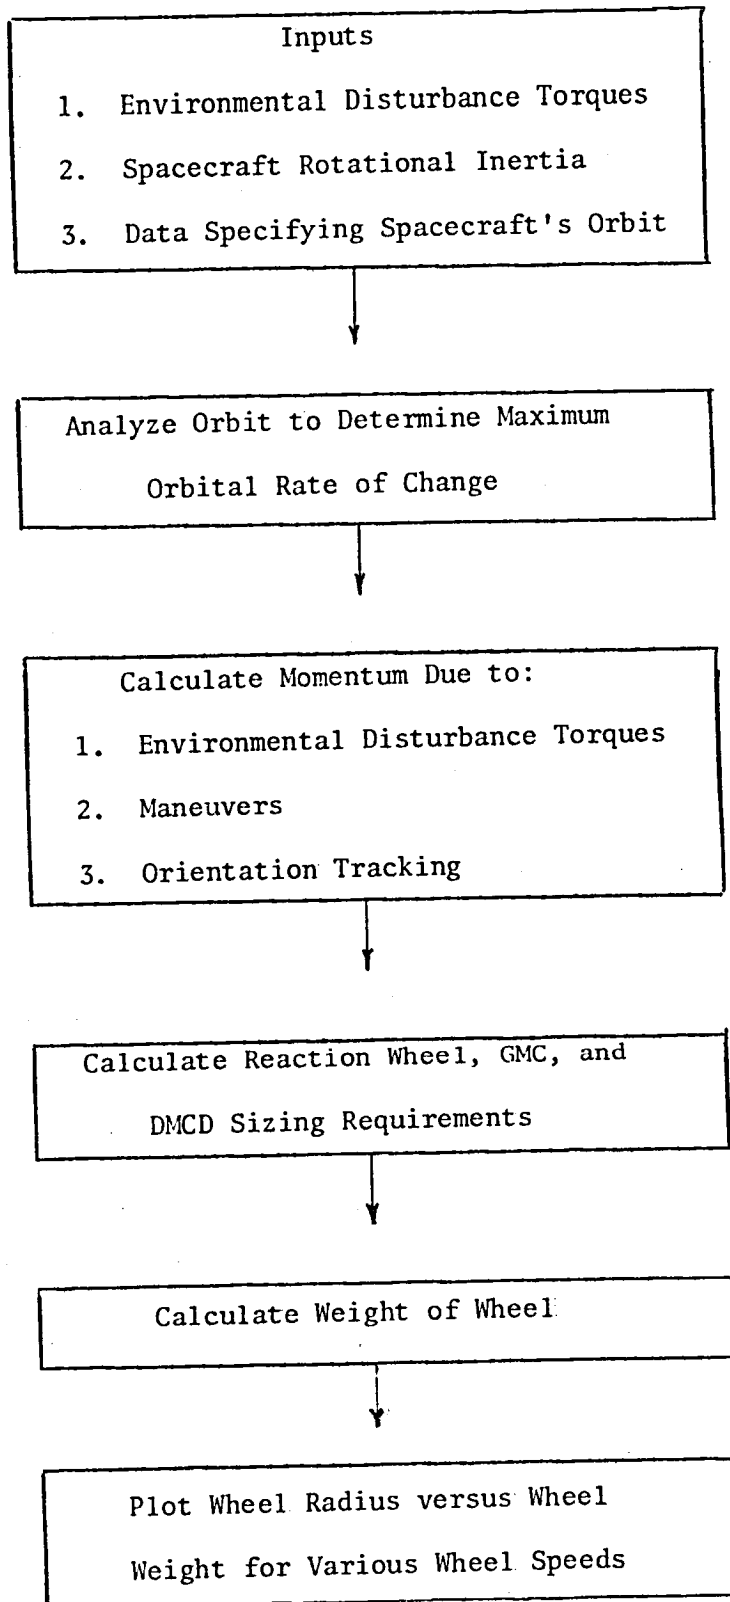 Inputs
1. Environmental Disturbance Torques
2. Spacecraft Rotational Inertia
3. Data Specifying Spacecraft's Orbit
Analyze Orbit to Determine Maximum
Orbital Rate of Change
Calculate Momentum Due to:
1. Environmental Disturbance Torques
2. Maneuvers
3. Orientation Tracking
Calculate Reaction Wheel, GMC, and
DMCD Sizing Requirements
Calculate Weight of Wheel
Plot Wheel Radius versus Wheel
Weight for Various Wheel Speeds